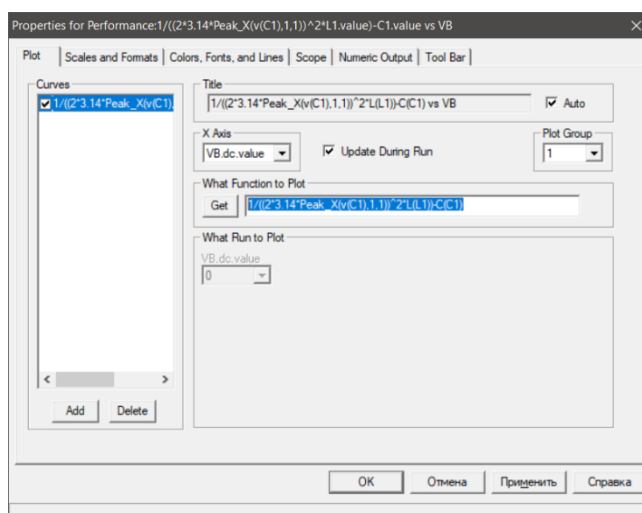 Properties for Performance:1/((2*3.14*Peak_X(v(C1),1,1))^2*L1.value)-C1.value vs VB
Plot
Scales and Formats
Colors, Fonts, and Lines
Scope
Numeric Output
Tool Bar
Curves
1/((2*3.14*Peak_X(v(C1),
Title
1/((2*3.14*Peak_X(v(C1),1,1))^2*L(L1))-C(C1) vs VB
Auto
X Axis
VB.dc.value
Update During Run
Plot Group
1
What Function to Plot
Get
1/((2*3.14*Peak_X(v(C1),1,1))^2*L(L1))-C(C1)
What Run to Plot
VB.dc.value
0
Add
Delete
OK
Отмена
Применить
Справка